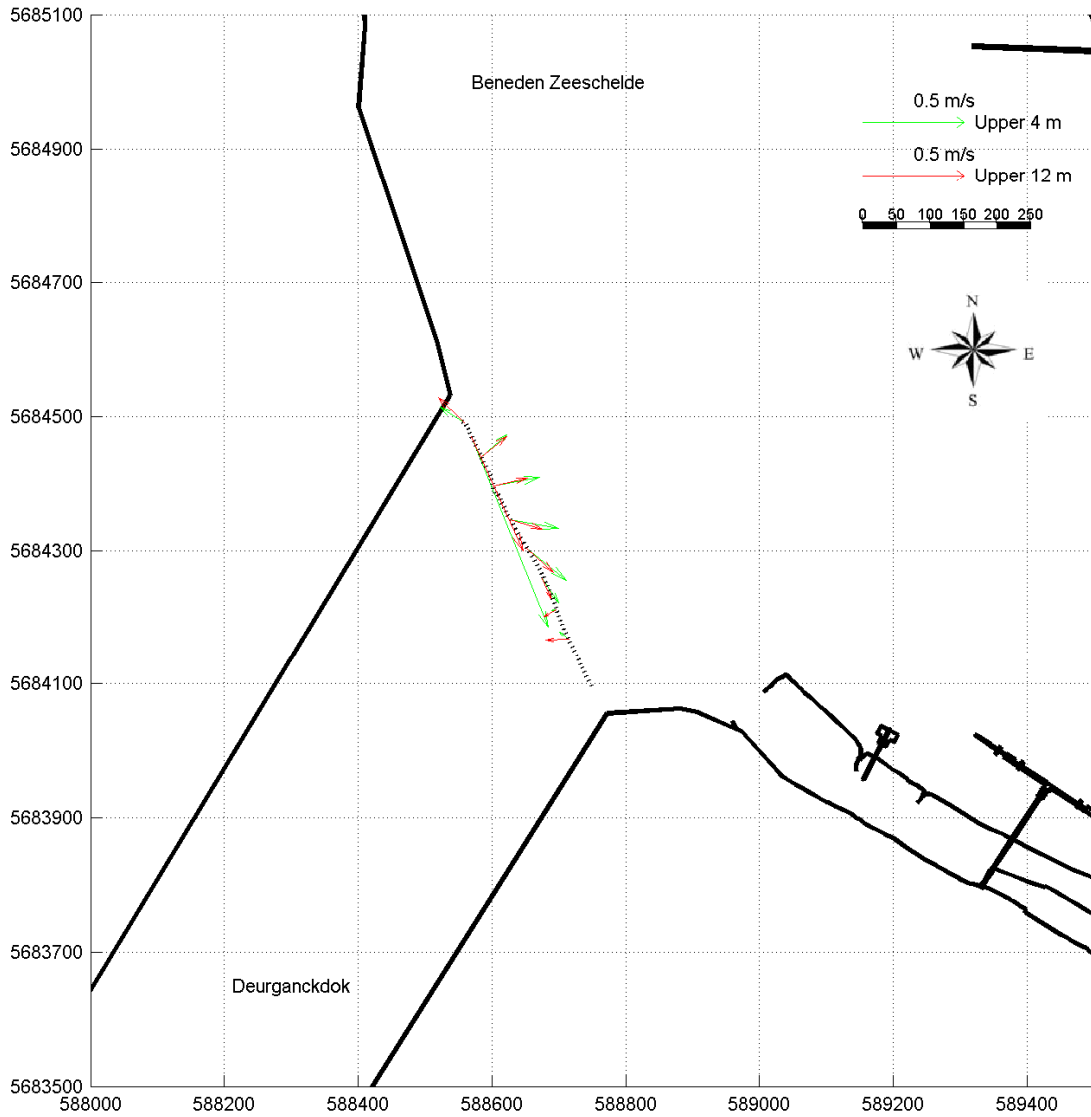 5685100
Beneden Zeeschelde
0.5 m/s
Upper 4 m
5684900
0.5 m/s
Upper 12 m
0 50 100 150 200 250
5684700
N
W E
S
5684500
5684300
5684100
5683900
5683700
Deurganckdok
5683500
588000 588200 588400 588600 588800 589000 589200 589400